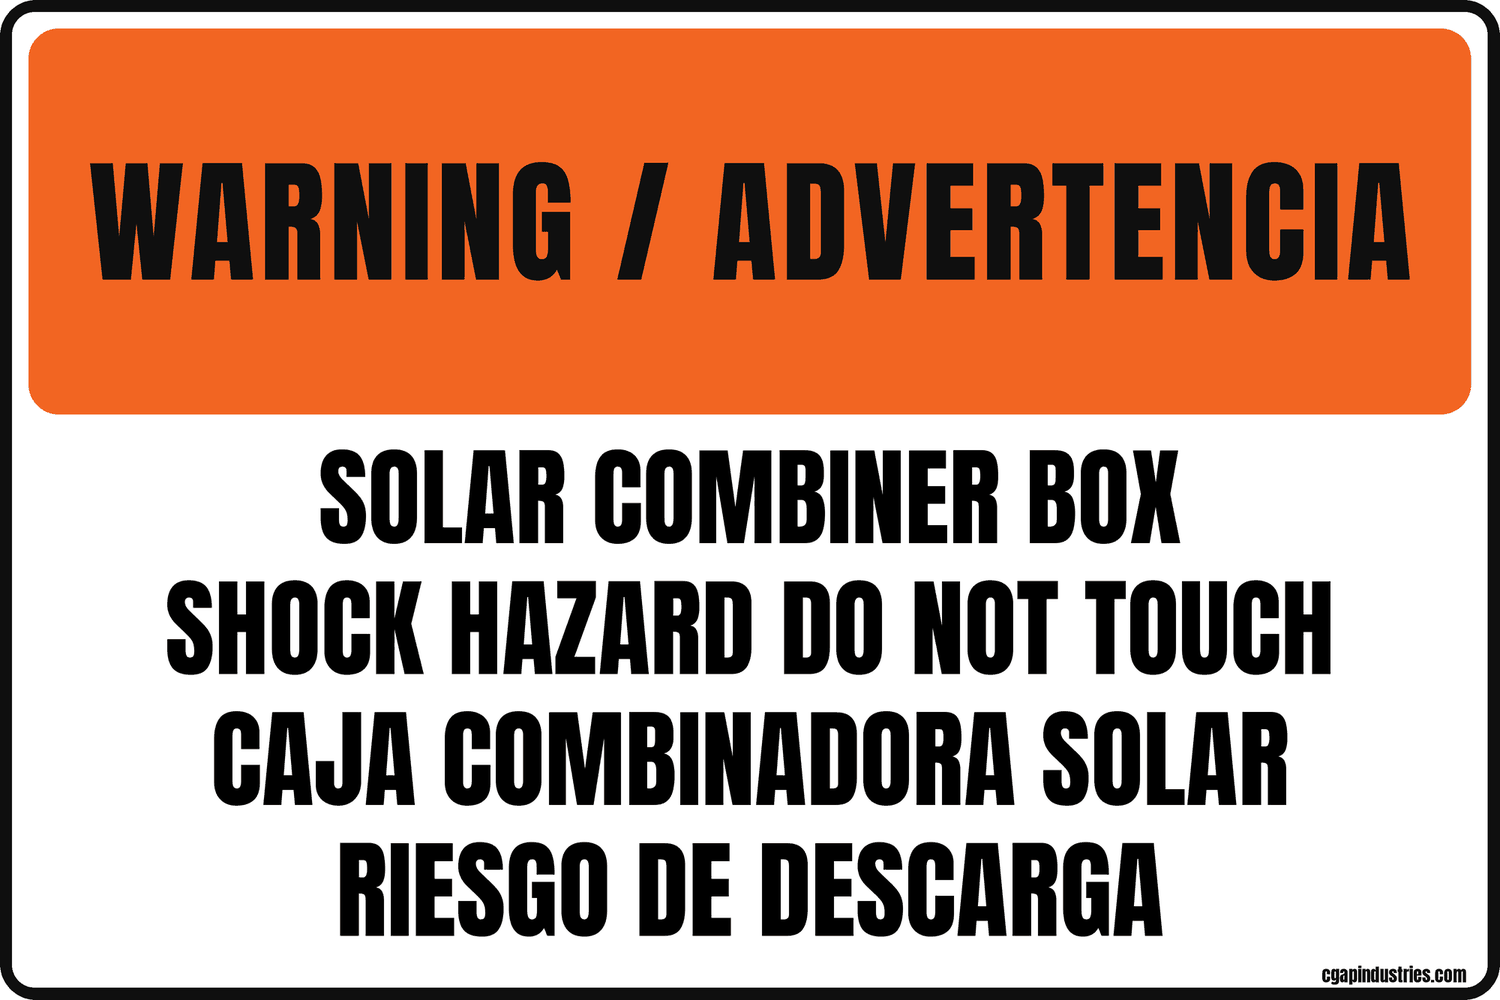 WARNING / ADVERTENCIA
SOLAR COMBINER BOX
SHOCK HAZARD DO NOT TOUCH
CAJA COMBINADORA SOLAR
RIESGO DE DESCARGA
cgapindustries.com